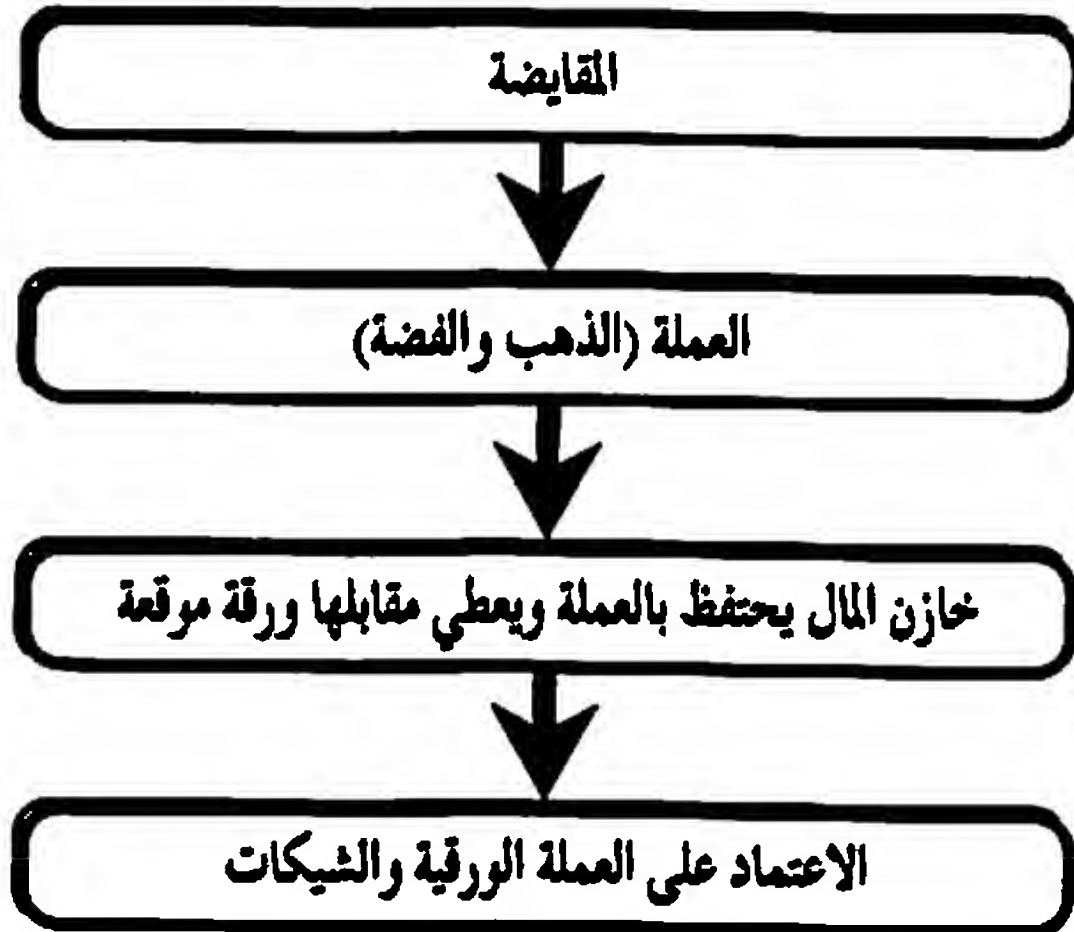 المقايضة
العملة (الذهب والفضة)
خازن المال يحتفظ بالعملة ويعطي مقابلها ورقة موقعة
الاعتماد على العملة الورقية والشيكات